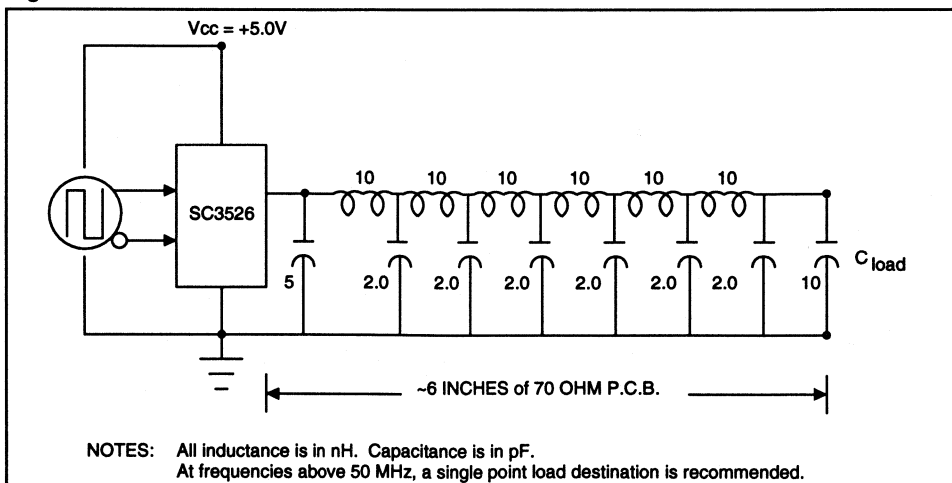 Vcc = +5.0V
SC3526
10 10 10 10 10 10
5 2.0 2.0 2.0 2.0 2.0 2.0 10
C load
~6 INCHES of 70 OHM P.C.B.
NOTES: All inductance is in nH. Capacitance is in pF.
At frequencies above 50 MHz, a single point load destination is recommended.